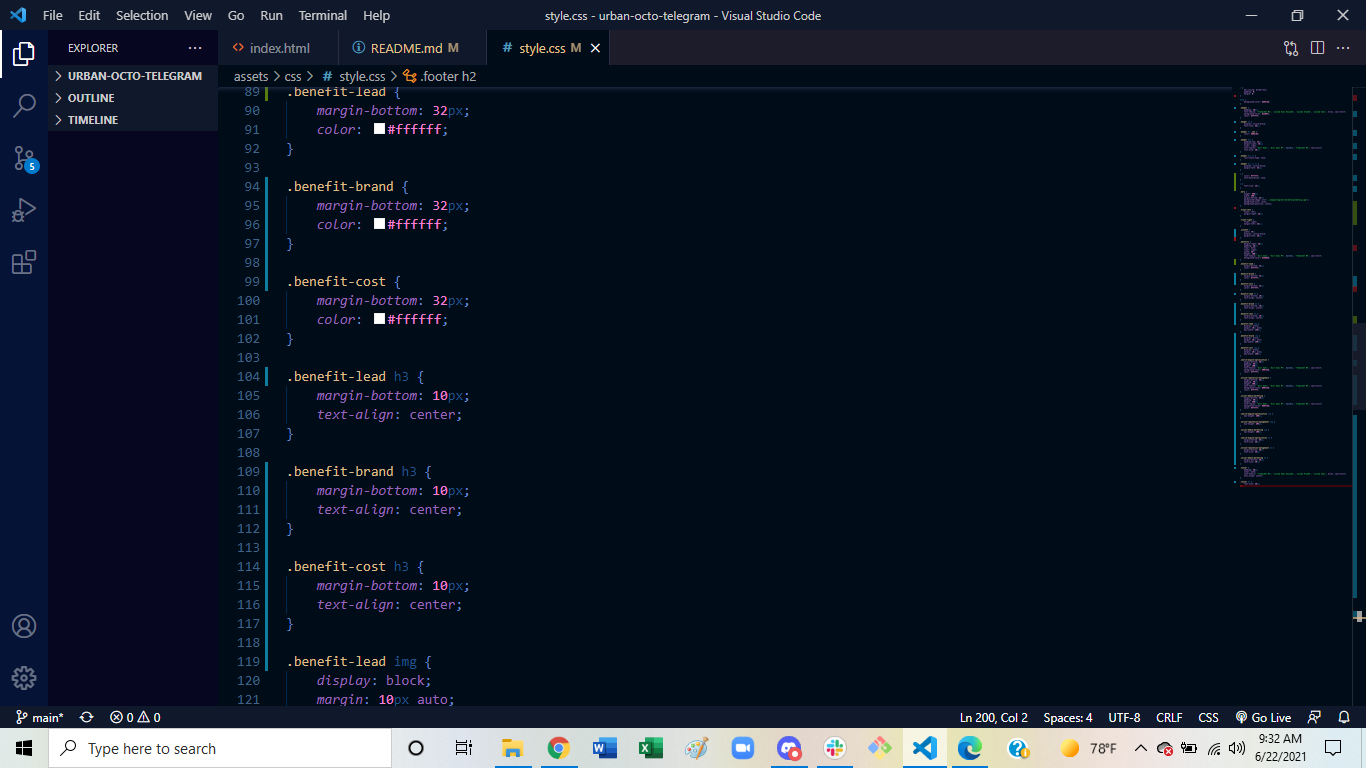 File Edit Selection View Go Run Terminal Help
style.css - urban-octo-telegram - Visual Studio Code
EXPLORER
index.html
README.md M
# style.css M
URBAN-OCTO-TELEGRAM
OUTLINE
TIMELINE
5
assets > css > # style.css > .footer h2
89 .benefit-lead {
90 margin-bottom: 32px;
91 color: #ffffff;
92 }
93
94 .benefit-brand {
95 margin-bottom: 32px;
96 color: #ffffff;
97 }
98
99 .benefit-cost {
100 margin-bottom: 32px;
101 color: #ffffff;
102 }
103
104 .benefit-lead h3 {
105 margin-bottom: 10px;
106 text-align: center;
107 }
108
109 .benefit-brand h3 {
110 margin-bottom: 10px;
111 text-align: center;
112 }
113
114 .benefit-cost h3 {
115 margin-bottom: 10px;
116 text-align: center;
117 }
118
119 .benefit-lead img {
120 display: block;
121 margin: 10px auto;
main* 0 0
Ln 200, Col 2 Spaces: 4 UTF-8 CRLF CSS Go Live
Type here to search
78°F
9:32 AM
6/22/2021